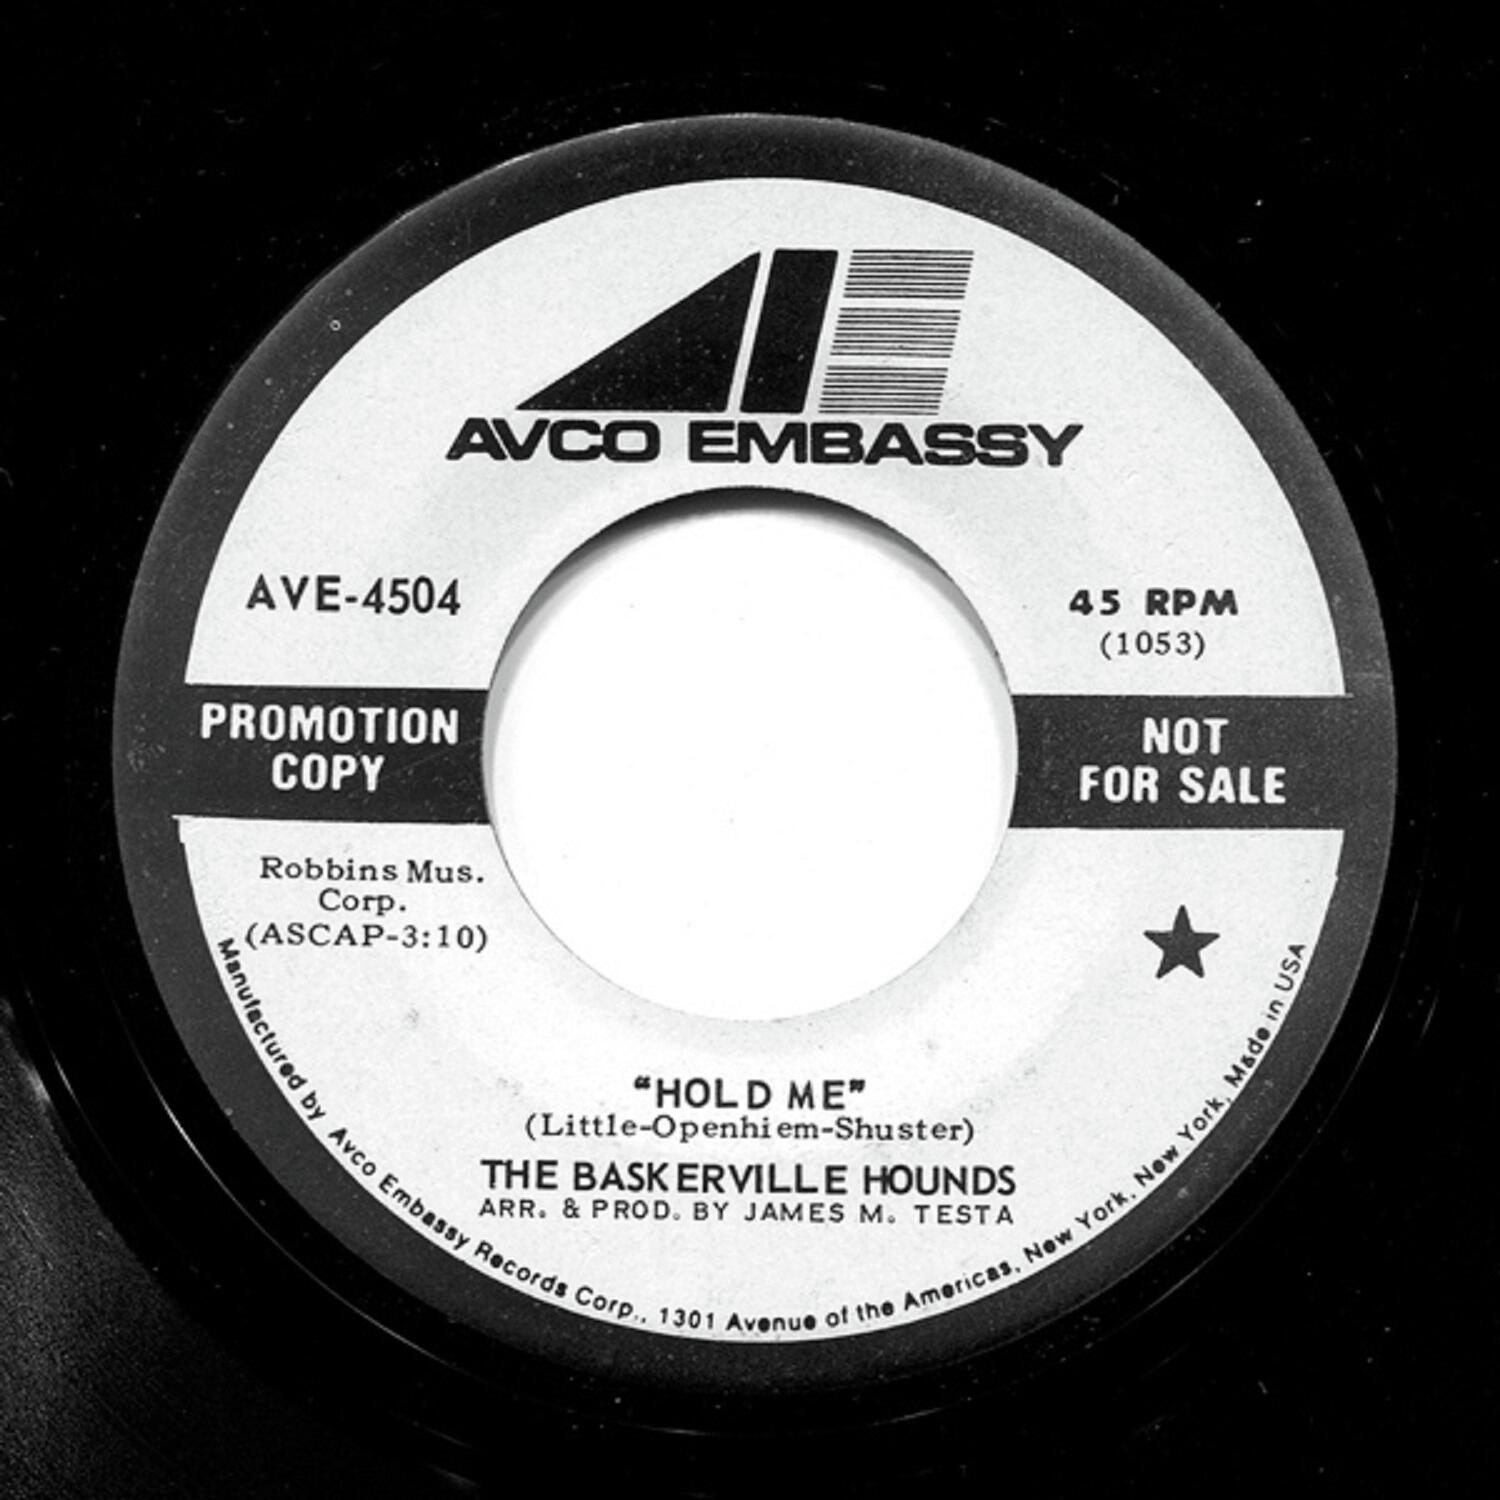 AVCO EMBASSY
AVE-4504
45 RPM
(1053)
PROMOTION
COPY
NOT
FOR SALE
Robbins Mus.
Corp.
(ASCAP-3:10)
"HOLD ME"
(Little-Openhiem-Shuster)
THE BASKERVILLE HOUNDS
ARR. & PROD. BY JAMES M. TESTA
Manufactured by Avco Embassy Records Corp., 1301 Avenue of the Americas, New York, New York, Made in USA